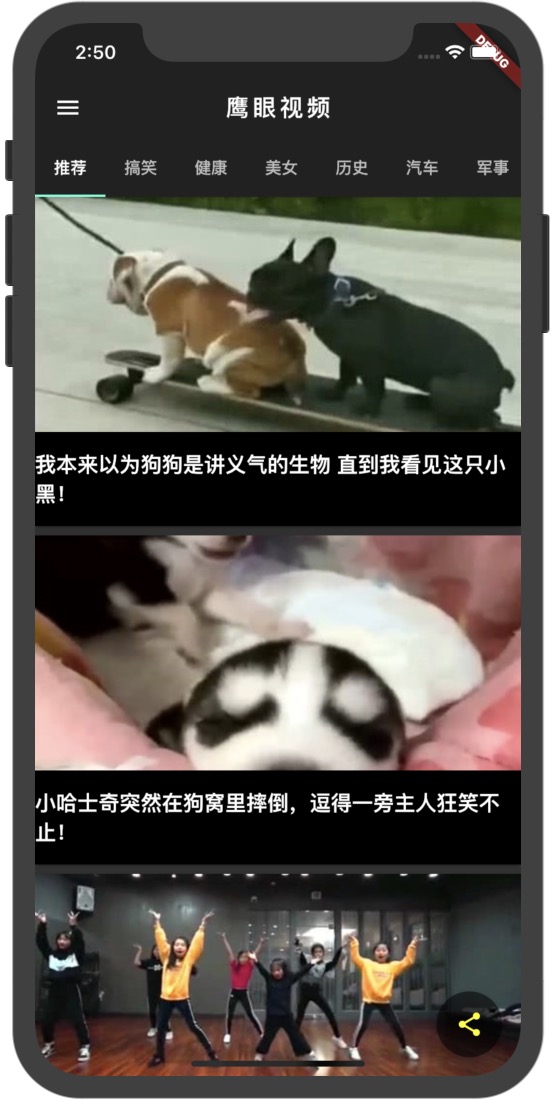 2:50
DEBUG
鹰眼视频
推荐 搞笑 健康 美女 历史 汽车 军事
我本来以为狗狗是讲义气的生物 直到我看见这只小
黑！
小哈士奇突然在狗窝里摔倒，逗得一旁主人狂笑不
止！